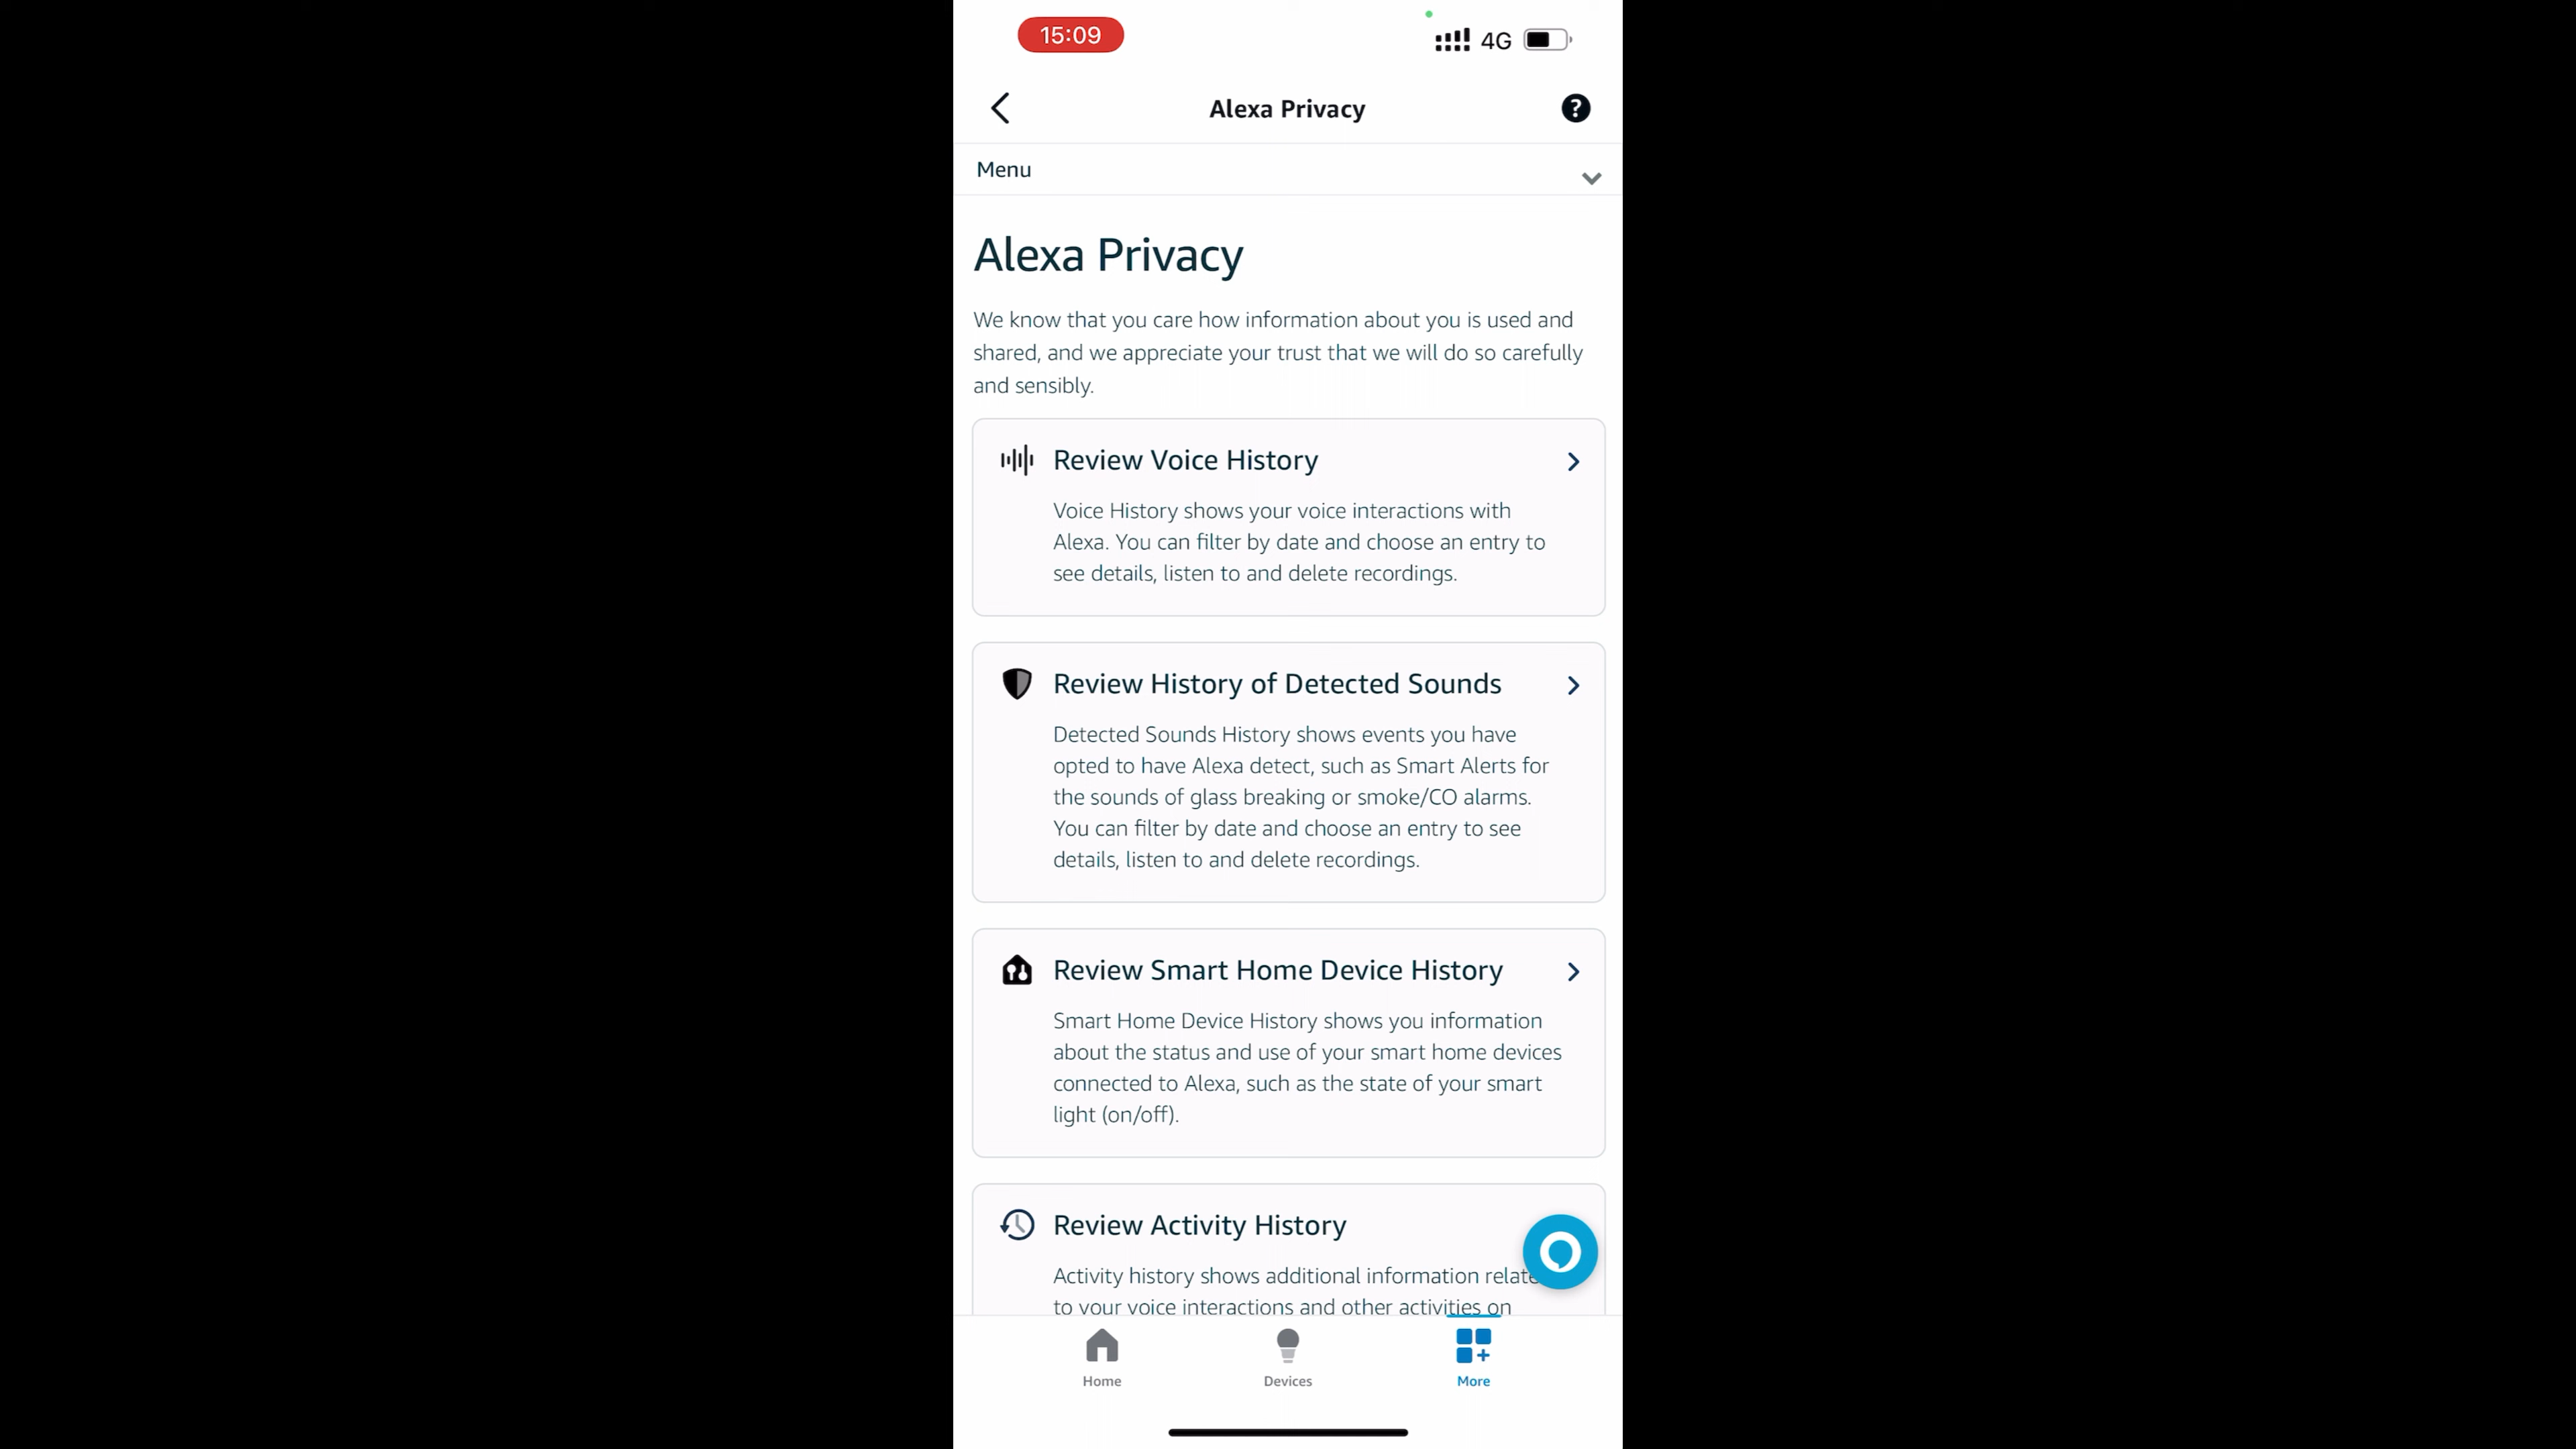 15:09
4G
Alexa Privacy
?
Menu
Alexa Privacy
We know that you care how information about you is used and
shared, and we appreciate your trust that we will do so carefully
and sensibly.
Review Voice History
Voice History shows your voice interactions with
Alexa. You can filter by date and choose an entry to
see details, listen to and delete recordings.
Review History of Detected Sounds
Detected Sounds History shows events you have
opted to have Alexa detect, such as Smart Alerts for
the sounds of glass breaking or smoke/CO alarms.
You can filter by date and choose an entry to see
details, listen to and delete recordings.
Review Smart Home Device History
Smart Home Device History shows you information
about the status and use of your smart home devices
connected to Alexa, such as the state of your smart
light (on/off).
Review Activity History
Activity history shows additional information relate
to your voice interactions and other activities on
Home
Devices
More